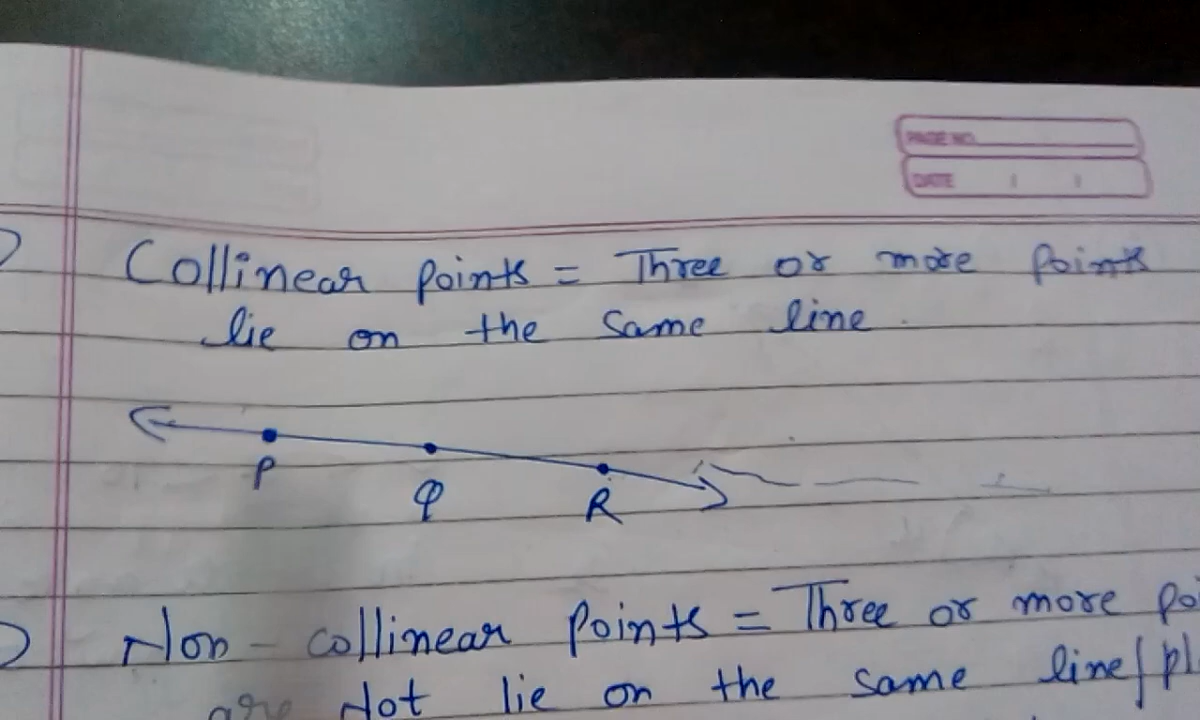 PAGE NO.
DATE
Collinear Points = Three or more points
lie on the same line.
P
Q
R
Non-collinear Points = Three or more
are Not lie on the same line/